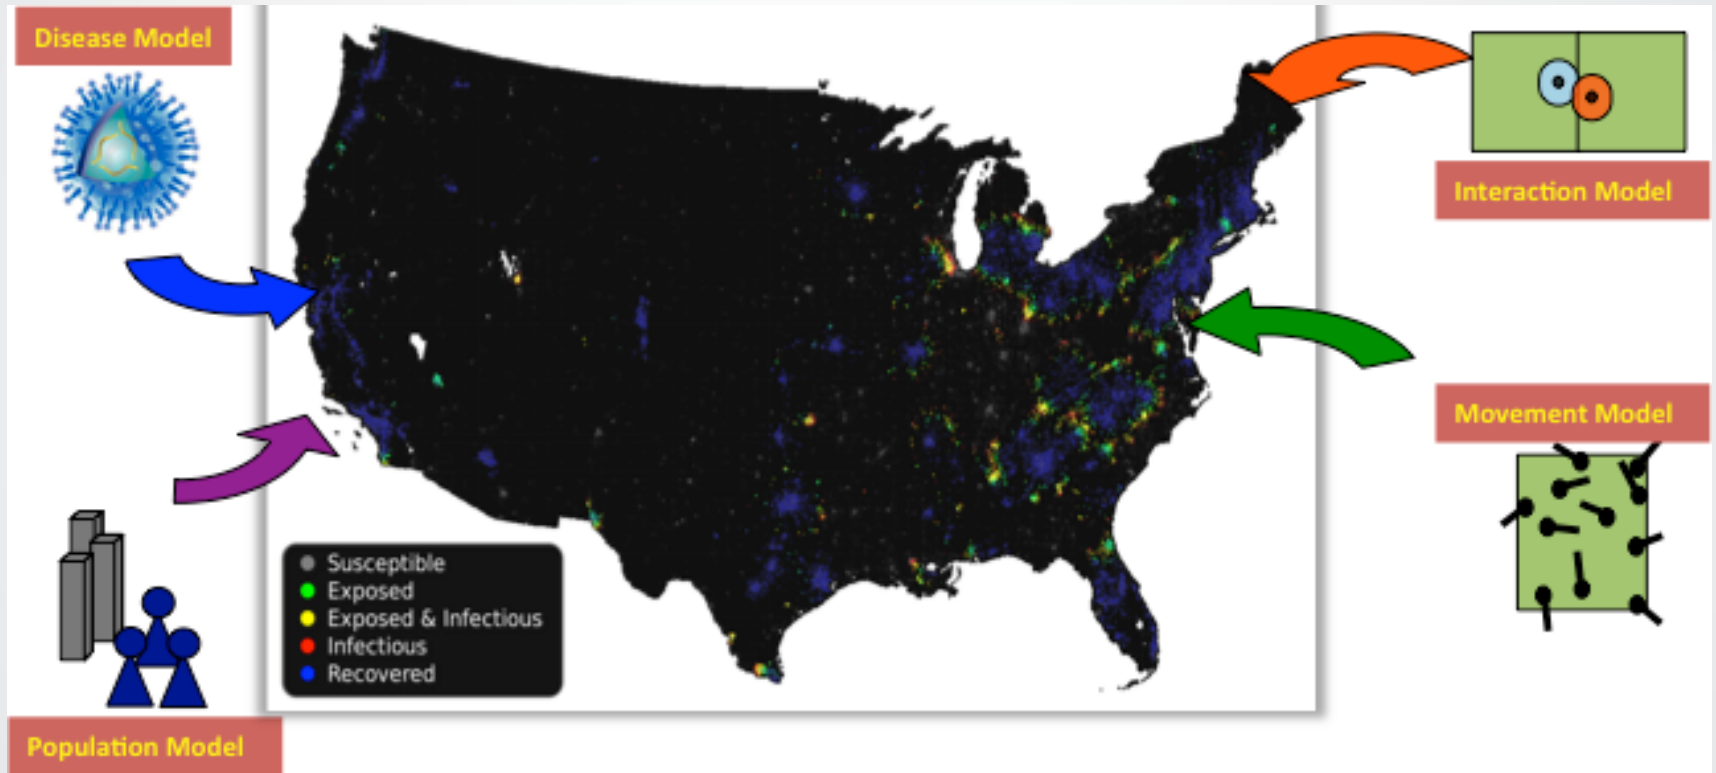 Disease Model
Interaction Model
Movement Model
Susceptible
Exposed
Exposed & Infectious
Infectious
Recovered
Population Model